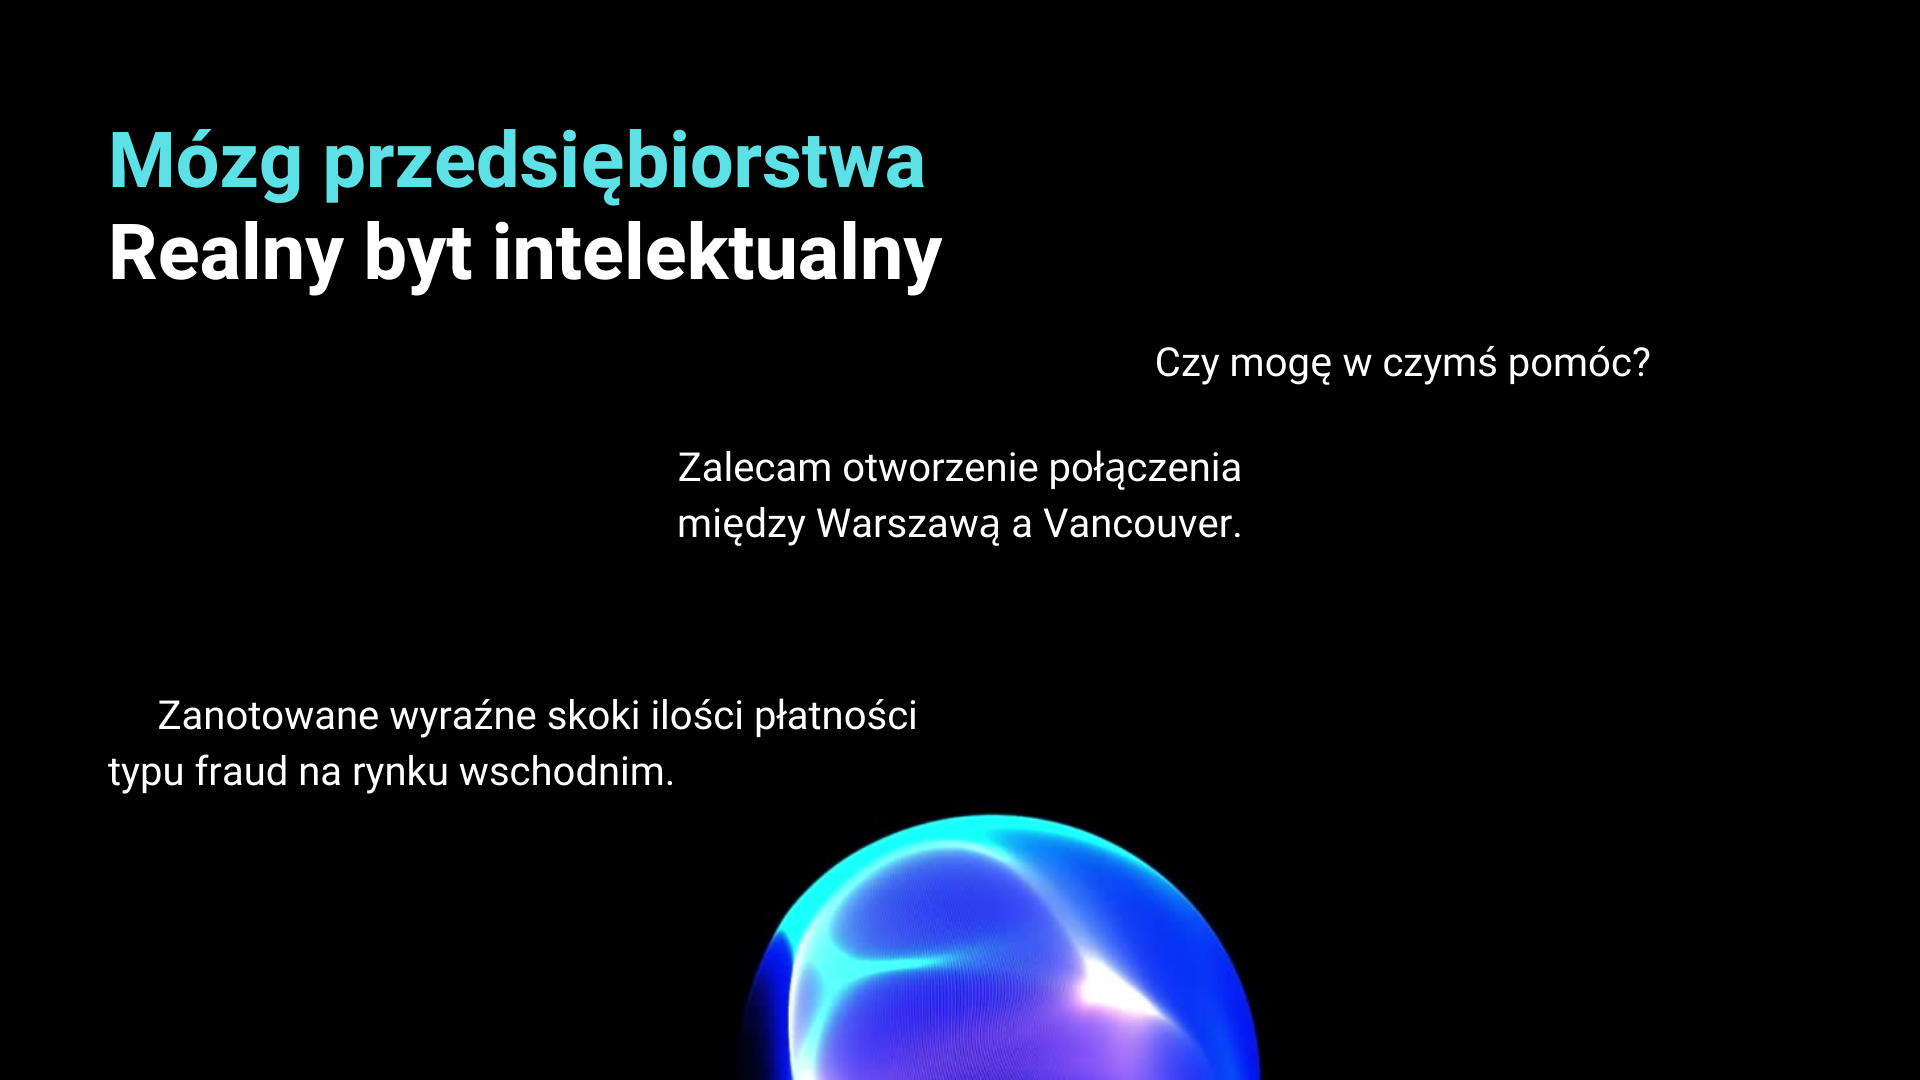 Mózg przedsiębiorstwa
Realny byt intelektualny
Czy mogę w czymś pomóc?
Zalecam otworzenie połączenia
między Warszawą a Vancouver.
Zanotowane wyraźne skoki ilości płatności
typu fraud na rynku wschodnim.